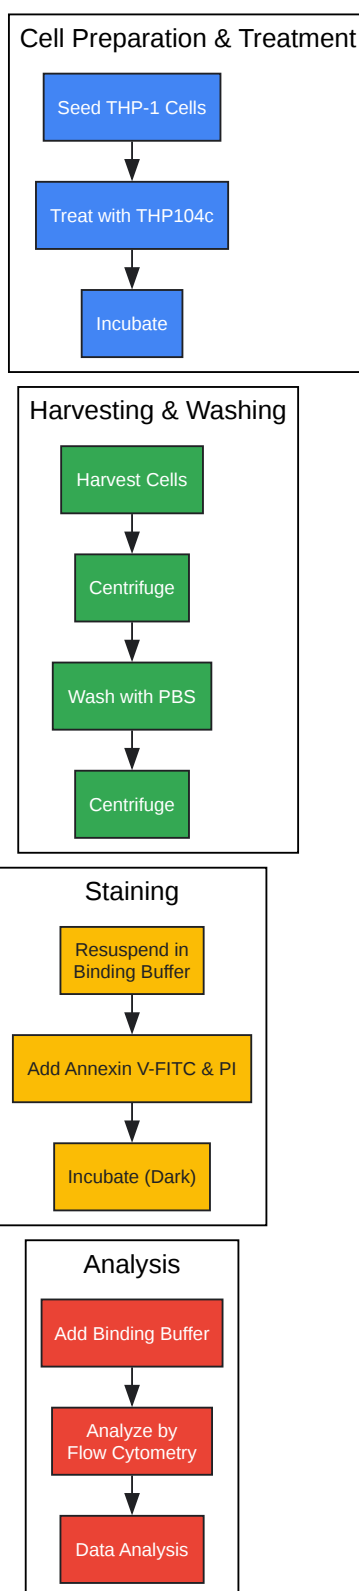 Cell Preparation & Treatment
Seed THP-1 Cells
Treat with THP104c
Incubate
Harvesting & Washing
Harvest Cells
Centrifuge
Wash with PBS
Centrifuge
Staining
Resuspend in
Binding Buffer
Add Annexin V-FITC & PI
Incubate (Dark)
Analysis
Add Binding Buffer
Analyze by
Flow Cytometry
Data Analysis